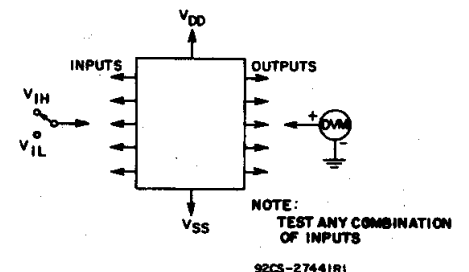 VDD
INPUTS
OUTPUTS
VIH
VIL
+
DVM
-
VSS
NOTE:
TEST ANY COMBINATION
OF INPUTS
92CS-27441R1